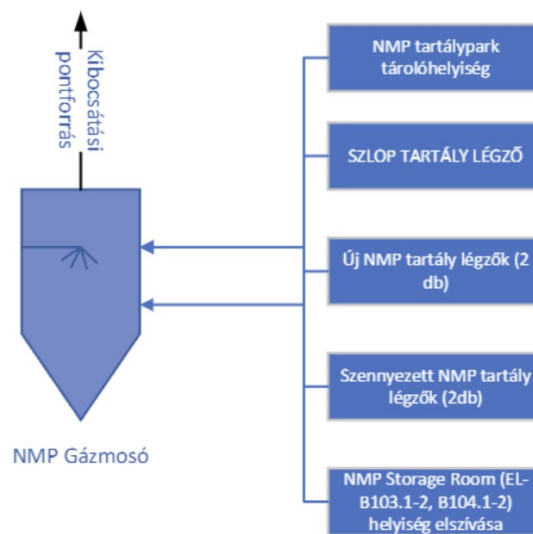 Kibocsátási
pontforrás
NMP Gázmosó
NMP tartálypark
tárolóhelyiség
SZLOP TARTÁLY LÉGZŐ
Új NMP tartály légzők (2
db)
Szennyezett NMP tartály
légzők (2db)
NMP Storage Room (EL-
B103.1-2, B104.1-2)
helyiség elszívása